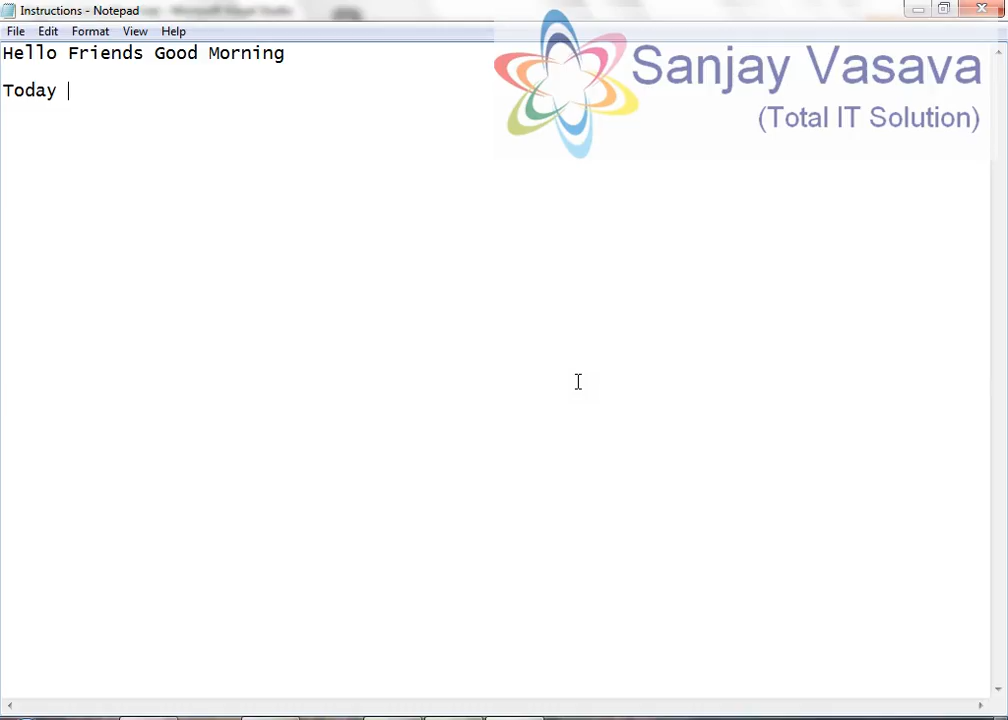 Instructions - Notepad
File Edit Format View Help
Hello Friends Good Morning
Today
Sanjay Vasava
(Total IT Solution)